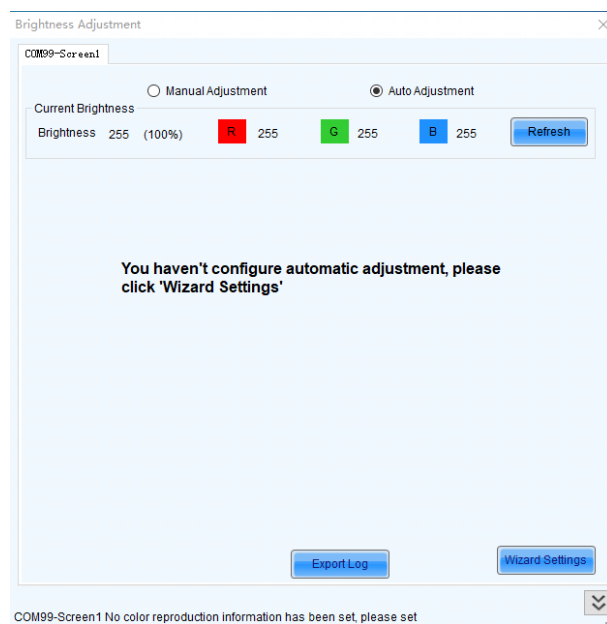 Brightness Adjustment
COM99-Screen1
Manual Adjustment
Auto Adjustment
Current Brightness
Brightness 255 (100%) R 255 G 255 B 255 Refresh
You haven't configure automatic adjustment, please
click 'Wizard Settings'
Export Log
Wizard Settings
COM99-Screen1 No color reproduction information has been set, please set